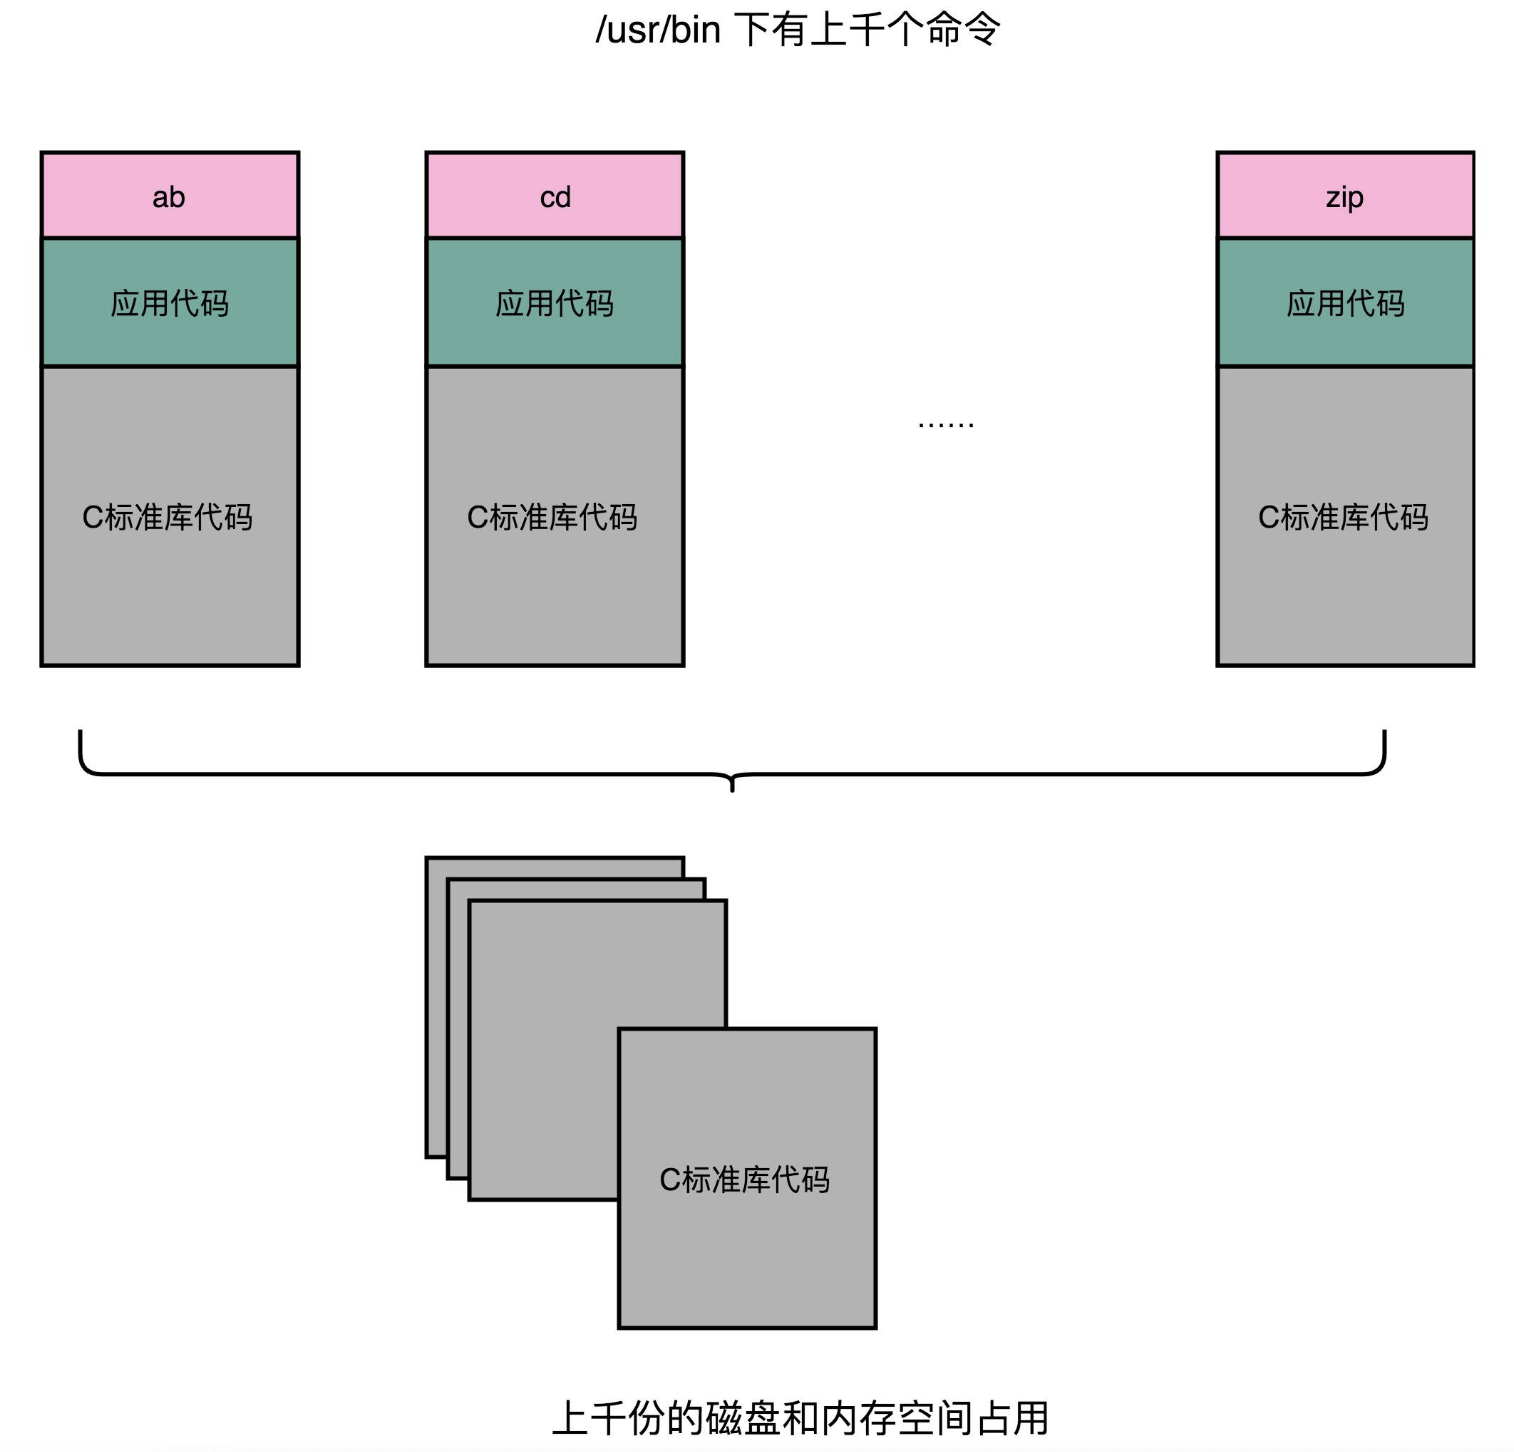 /usr/bin 下有上千个命令
ab
cd
zip
应用代码
应用代码
应用代码
......
C标准库代码
C标准库代码
C标准库代码
C标准库代码
上千份的磁盘和内存空间占用